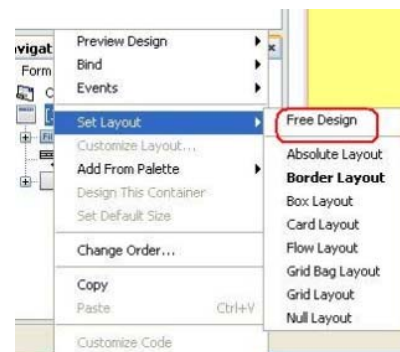 Preview Design
Bind
Events
Set Layout
Customize Layout...
Add From Palette
Design This Container
Set Default Size
Change Order...
Copy
Paste Ctrl+V
Customize Code
Form
Free Design
Absolute Layout
Border Layout
Box Layout
Card Layout
Flow Layout
Grid Bag Layout
Grid Layout
Null Layout